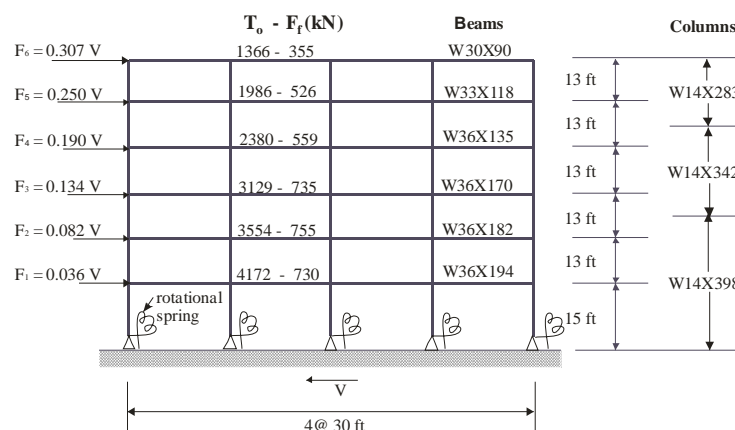 Tₒ - F_f (kN)
Beams
Columns
F₆ = 0.307 V
1366 - 355
W30X90
13 ft
W14X283
F₅ = 0.250 V
1986 - 526
W33X118
13 ft
F₄ = 0.190 V
2380 - 559
W36X135
13 ft
W14X342
F₃ = 0.134 V
3129 - 735
W36X170
13 ft
F₂ = 0.082 V
3554 - 755
W36X182
13 ft
F₁ = 0.036 V
4172 - 730
W36X194
W14X398
rotational
spring
15 ft
V
4@ 30 ft